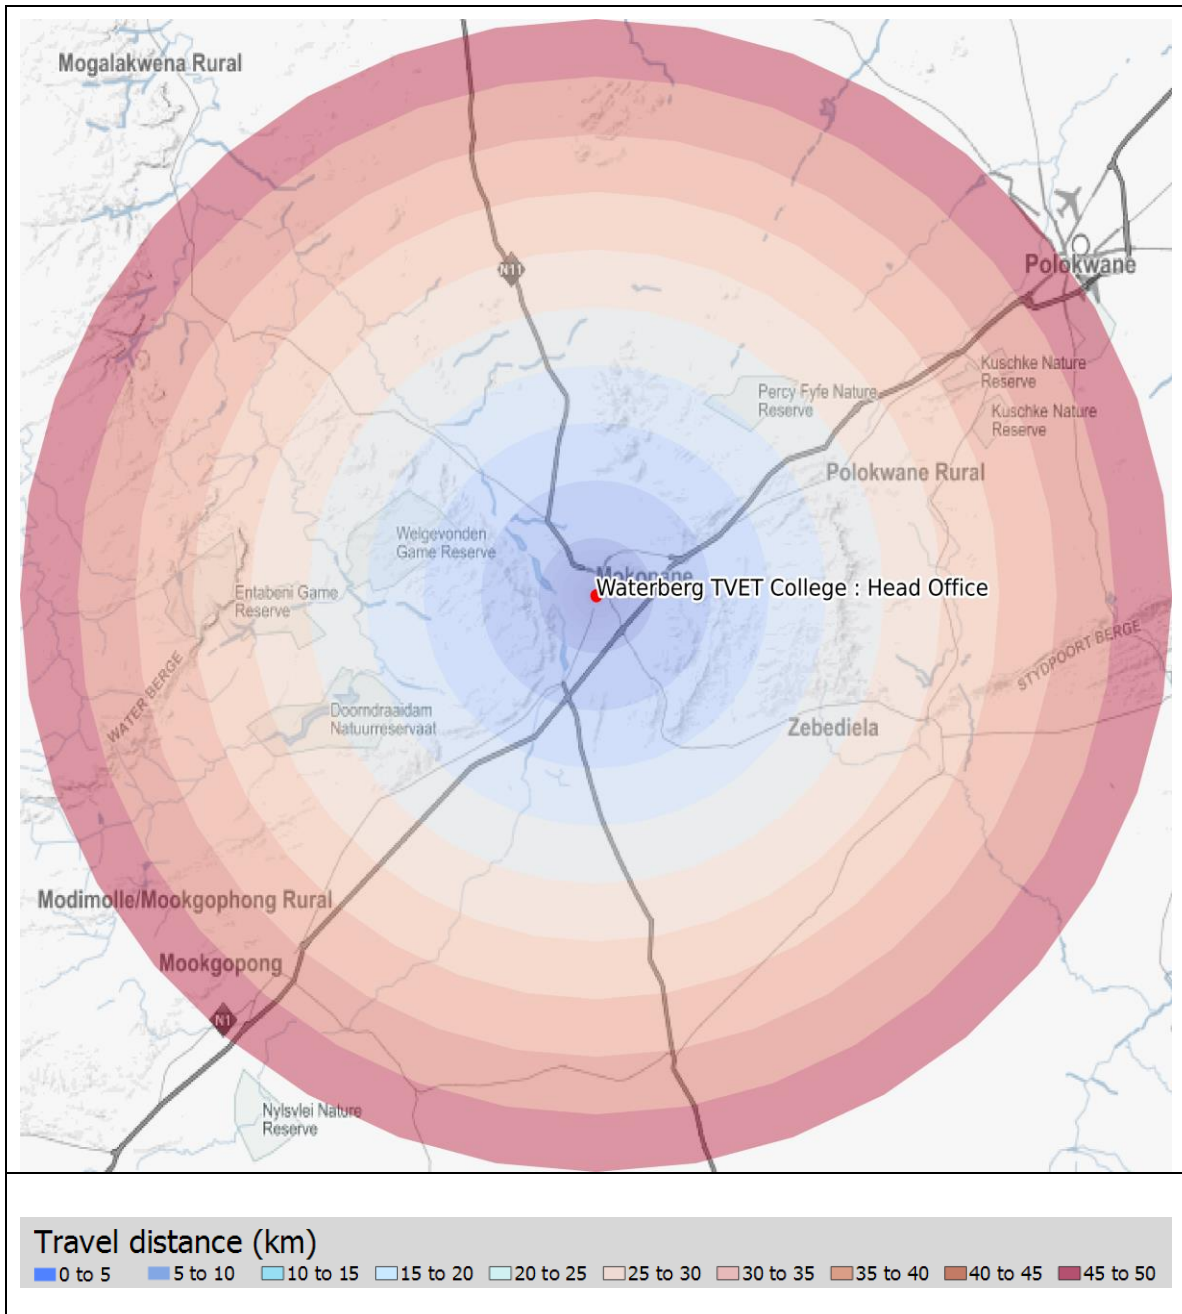 Mogalakwena Rural
N11
Polokwane
Kuschke Nature
Reserve
Percy Fyfe Nature
Reserve
Kuschke Nature
Reserve
Polokwane Rural
Welgevonden
Game Reserve
Mokopane
Waterberg TVET College : Head Office
Entabeni Game
Reserve
STYDPOORT BERGE
WATER BERGE
Doorndraaidam
Natuurreservaat
Zebediela
Modimolle/Mookgophong Rural
Mookgopong
N1
Nylsvlei Nature
Reserve
Travel distance (km)
0 to 5 5 to 10 10 to 15 15 to 20 20 to 25 25 to 30 30 to 35 35 to 40 40 to 45 45 to 50